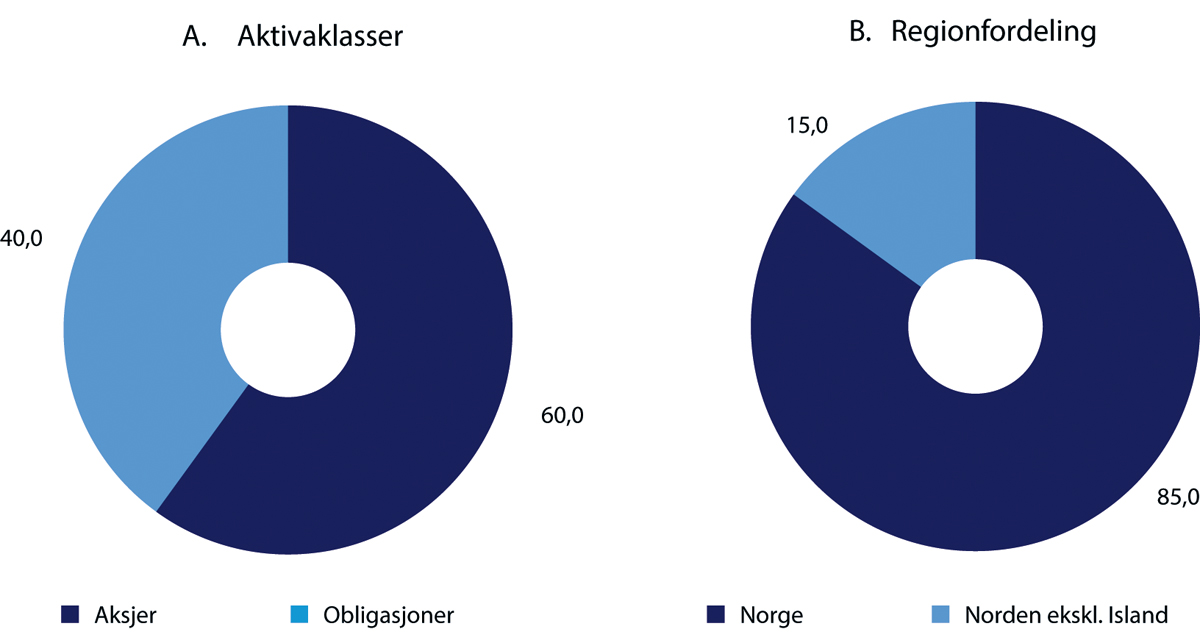 A. Aktivaklasser
40,0
60,0
Aksjer
Obligasjoner
B. Regionfordeling
15,0
85,0
Norge
Norden ekskl. Island